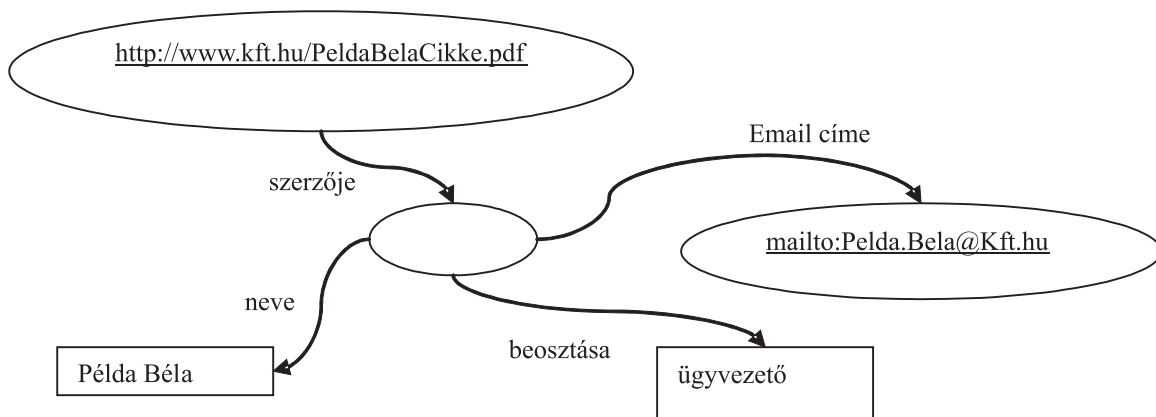 http://www.kft.hu/PeldaBelaCikke.pdf
Email címe
szerzője
mailto:Pelda.Bela@Kft.hu
neve
beosztása
Példa Béla
ügyvezető